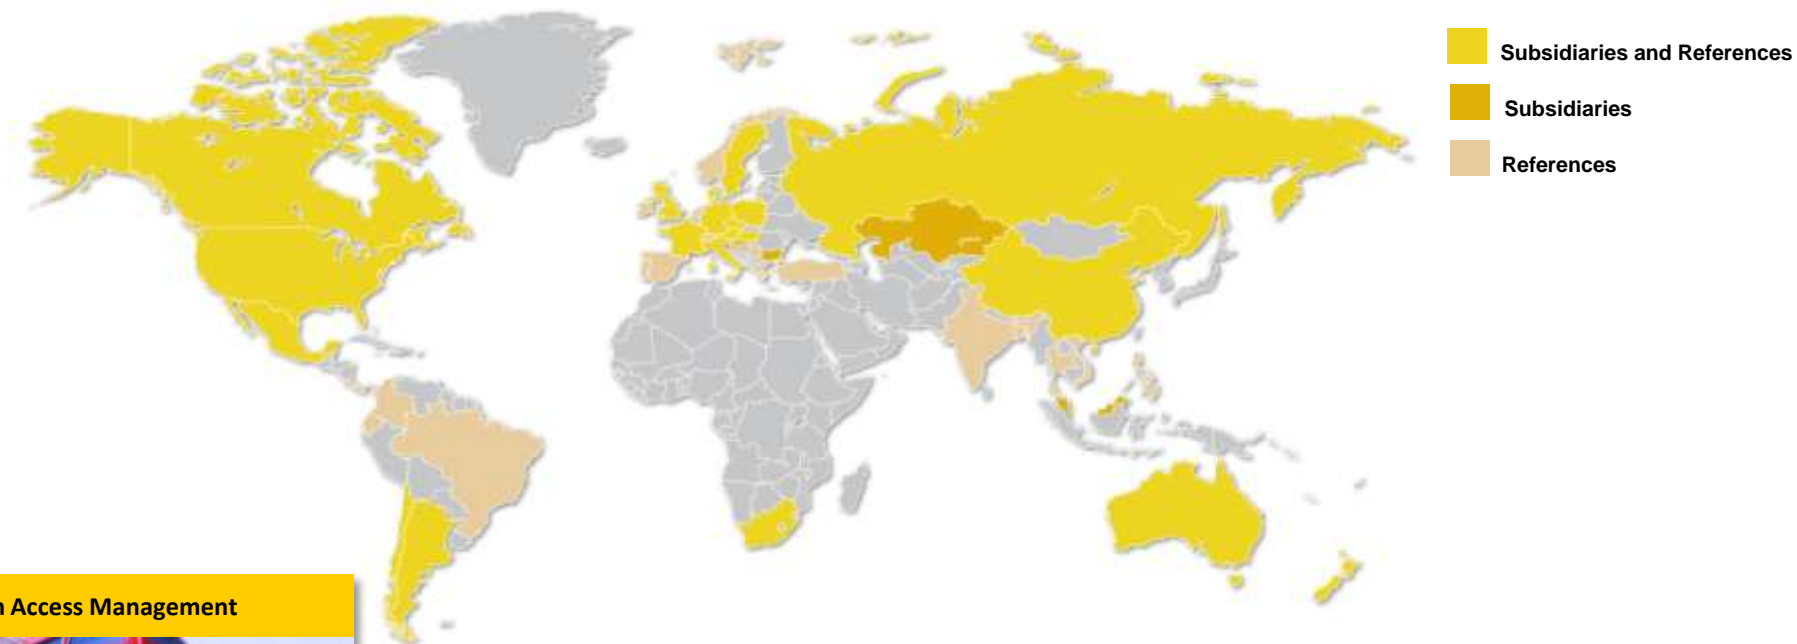 Subsidiaries and References
Subsidiaries
References
Access Management